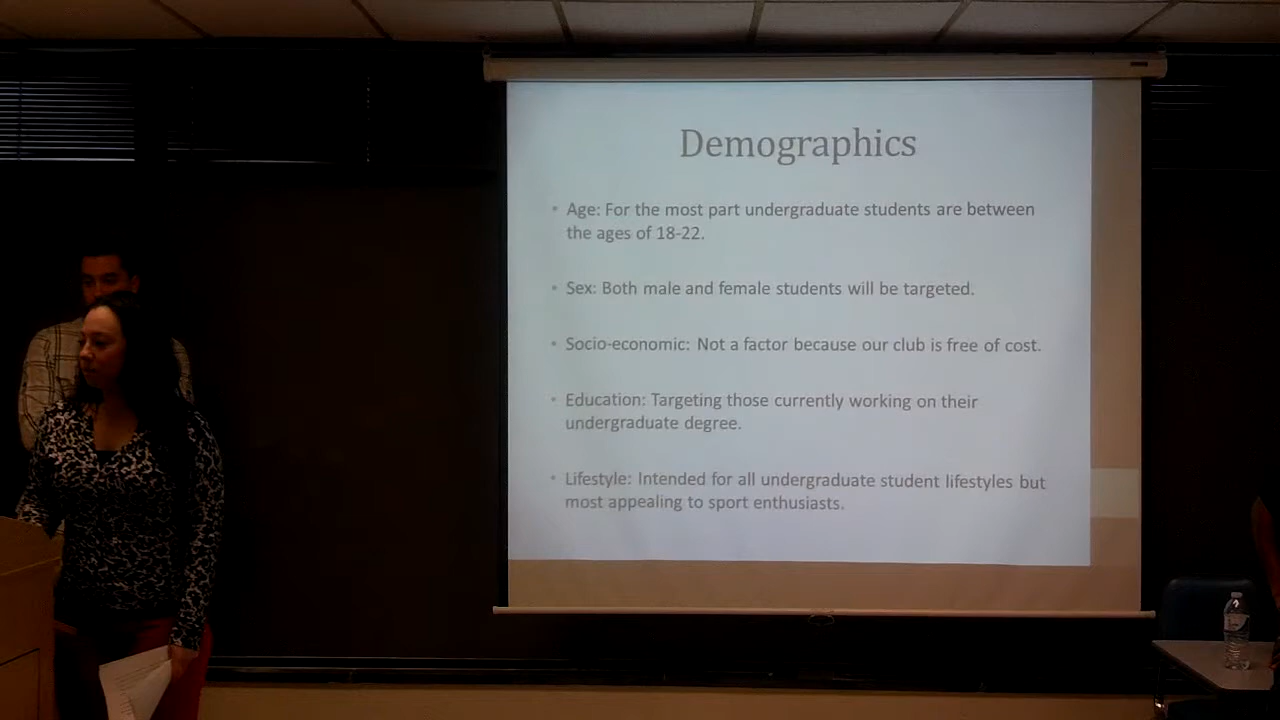 Demographics
• Age: For the most part undergraduate students are between
the ages of 18-22.
• Sex: Both male and female students will be targeted.
• Socio-economic: Not a factor because our club is free of cost.
• Education: Targeting those currently working on their
undergraduate degree.
• Lifestyle: Intended for all undergraduate student lifestyles but
most appealing to sport enthusiasts.